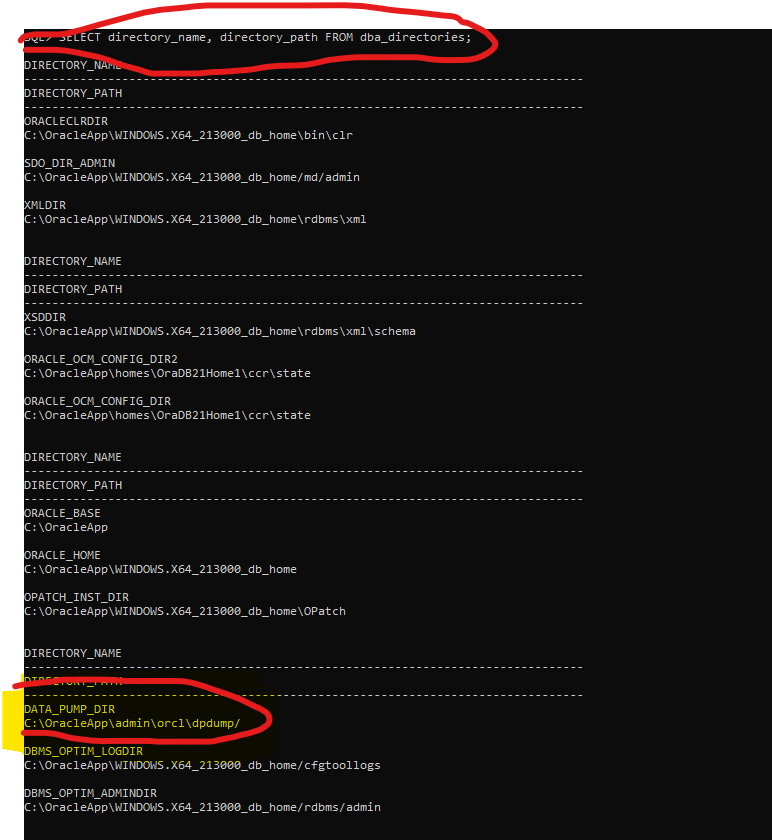 SQL> SELECT directory_name, directory_path FROM dba_directories;
DIRECTORY_NAME
--------------------------------------------------------------------------------
DIRECTORY_PATH
--------------------------------------------------------------------------------
ORACLECLRDIR
C:\OracleApp\WINDOWS.X64_213000_db_home\bin\clr
SDO_DIR_ADMIN
C:\OracleApp\WINDOWS.X64_213000_db_home/md/admin
XMLDIR
C:\OracleApp\WINDOWS.X64_213000_db_home\rdbms\xml
DIRECTORY_NAME
--------------------------------------------------------------------------------
DIRECTORY_PATH
--------------------------------------------------------------------------------
XSDDIR
C:\OracleApp\WINDOWS.X64_213000_db_home\rdbms\xml\schema
ORACLE_OCM_CONFIG_DIR2
C:\OracleApp\homes\OraDB21Home1\ccr\state
ORACLE_OCM_CONFIG_DIR
C:\OracleApp\homes\OraDB21Home1\ccr\state
DIRECTORY_NAME
--------------------------------------------------------------------------------
DIRECTORY_PATH
--------------------------------------------------------------------------------
ORACLE_BASE
C:\OracleApp
ORACLE_HOME
C:\OracleApp\WINDOWS.X64_213000_db_home
OPATCH_INST_DIR
C:\OracleApp\WINDOWS.X64_213000_db_home\OPatch
DIRECTORY_NAME
--------------------------------------------------------------------------------
DIRECTORY_PATH
--------------------------------------------------------------------------------
DATA_PUMP_DIR
C:\OracleApp\admin\orcl\dpdump/
DBMS_OPTIM_LOGDIR
C:\OracleApp\WINDOWS.X64_213000_db_home/cfgtoollogs
DBMS_OPTIM_ADMINDIR
C:\OracleApp\WINDOWS.X64_213000_db_home/rdbms/admin